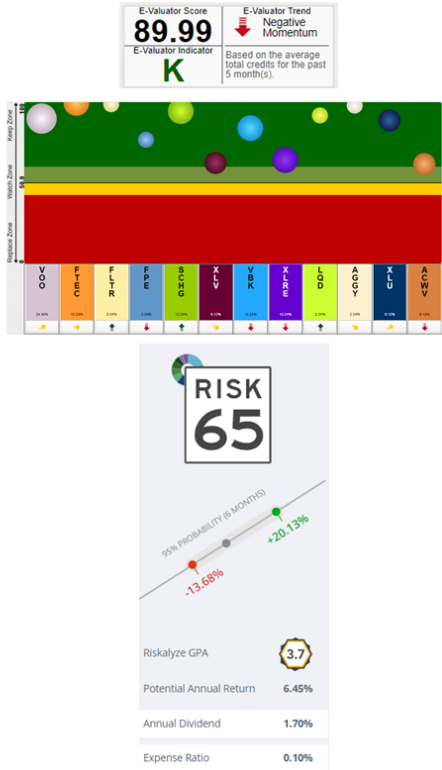 E-Valuator Score
89.99
E-Valuator Indicator
K
E-Valuator Trend
Negative
Momentum
Based on the average
total credits for the past
5 month(s).
Keep Zone
Watch Zone
Replace Zone
100
50.0
0
VOO
FTEC
FLTR
FPE
SCHG
XLV
VBK
XLRE
LQD
AGGY
XLU
ACWV
RISK
65
95% PROBABILITY (6 MONTHS)
-13.68%
+20.13%
Riskalyze GPA
3.7
Potential Annual Return 6.45%
Annual Dividend 1.70%
Expense Ratio 0.10%